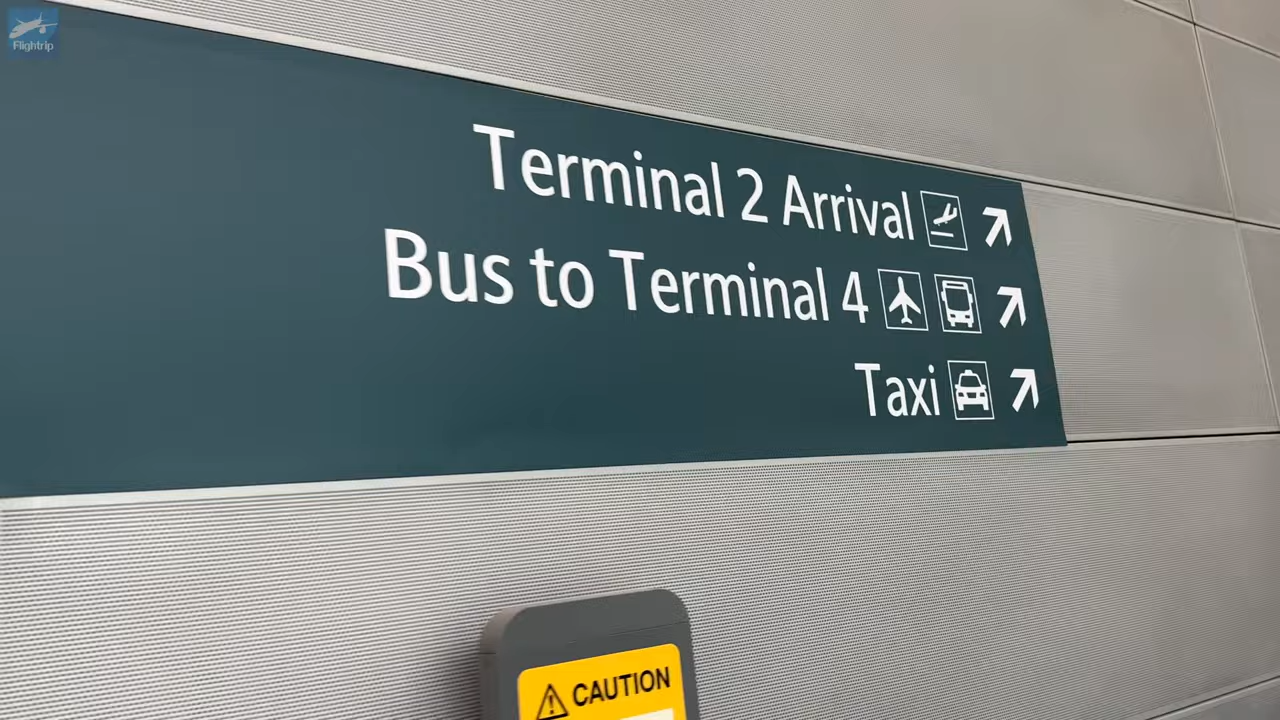 Flightrip
Terminal 2 Arrival
Bus to Terminal 4
Taxi
CAUTION